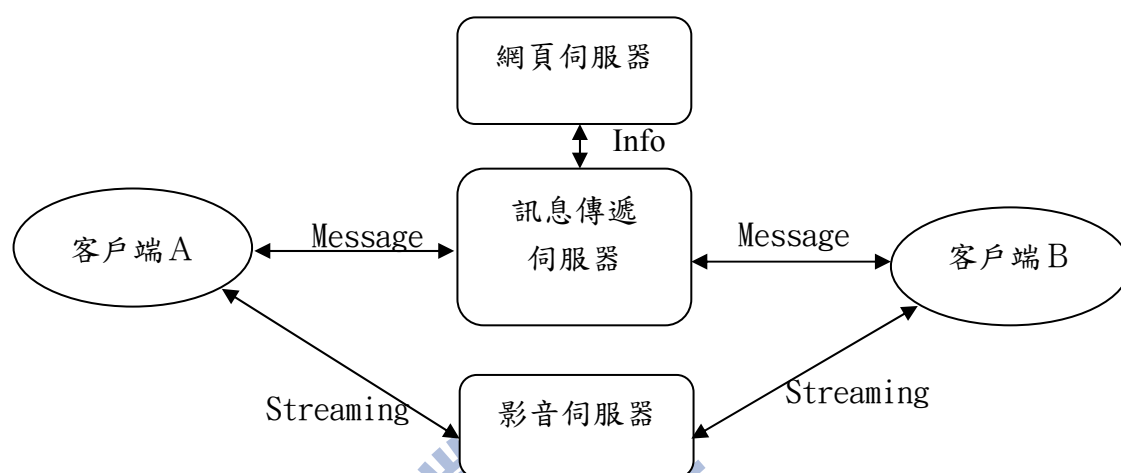 網頁伺服器
Info
訊息傳遞
伺服器
客戶端A
Message
Message
客戶端B
Streaming
影音伺服器
Streaming